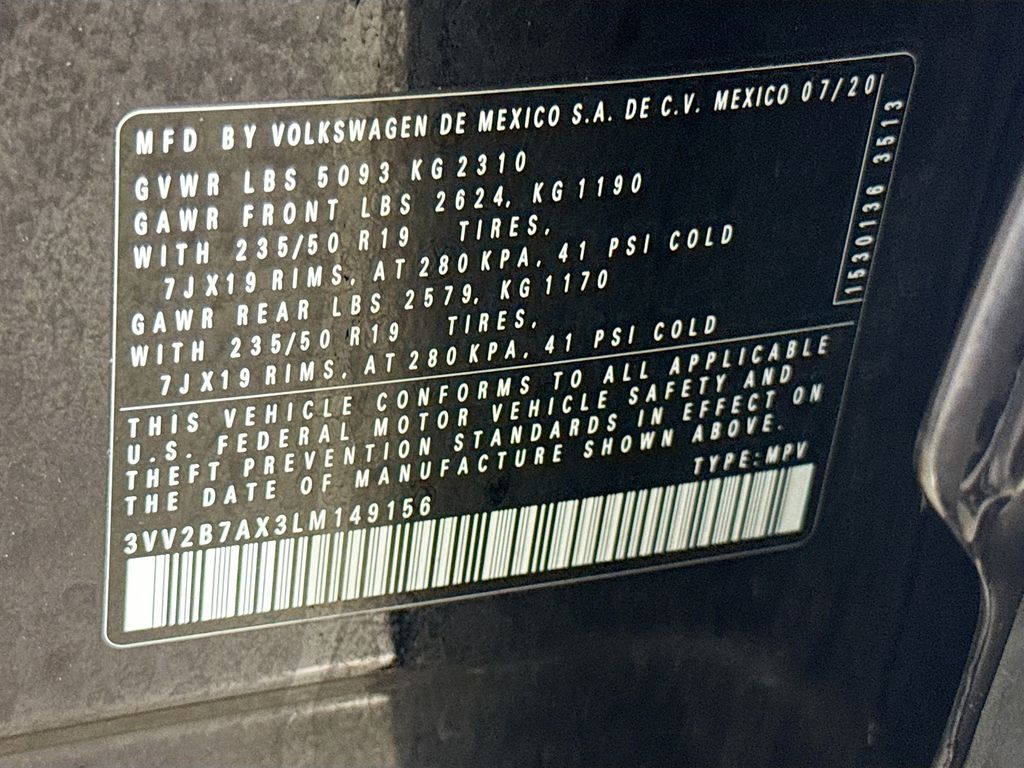 MFD BY VOLKSWAGEN DE MEXICO S.A. DE C.V. MEXICO 07/20
GVWR LBS 5093 KG 2310
GAWR FRONT LBS 2624, KG 1190
WITH 235/50 R19 TIRES,
7JX19 RIMS, AT 280 KPA, 41 PSI COLD
GAWR REAR LBS 2579, KG 1170
WITH 235/50 R19 TIRES,
7JX19 RIMS, AT 280 KPA, 41 PSI COLD
1530136 3513
THIS VEHICLE CONFORMS TO ALL APPLICABLE
U.S. FEDERAL MOTOR VEHICLE SAFETY AND
THEFT PREVENTION STANDARDS IN EFFECT ON
THE DATE OF MANUFACTURE SHOWN ABOVE.
TYPE: MPV
3VV2B7AX3LM149156